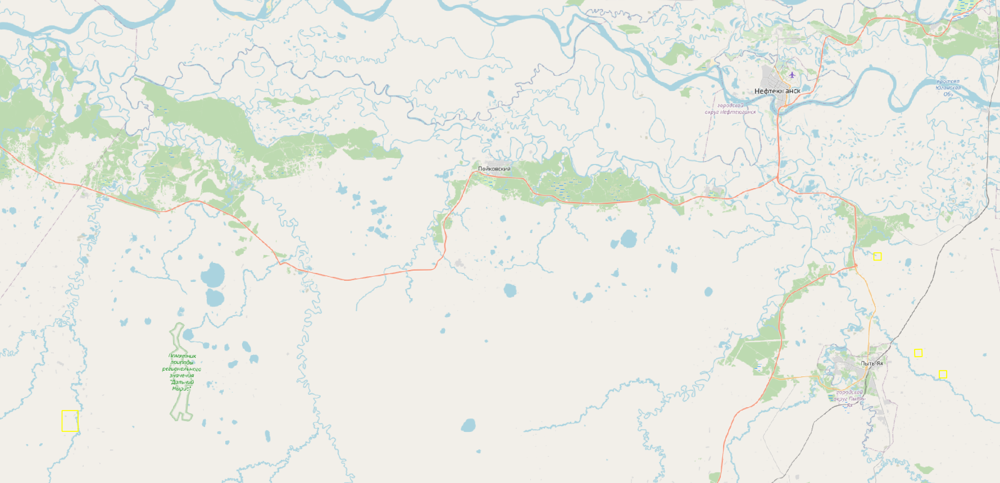 протока
Юганская
Обь
Нефтеюганск
городской
округ Нефтеюганск
Пойковский
Памятник
природы
регионального
значения
"Дальний
Нырис"
Пыть-Ях
городской
округ Пыть-
Ях